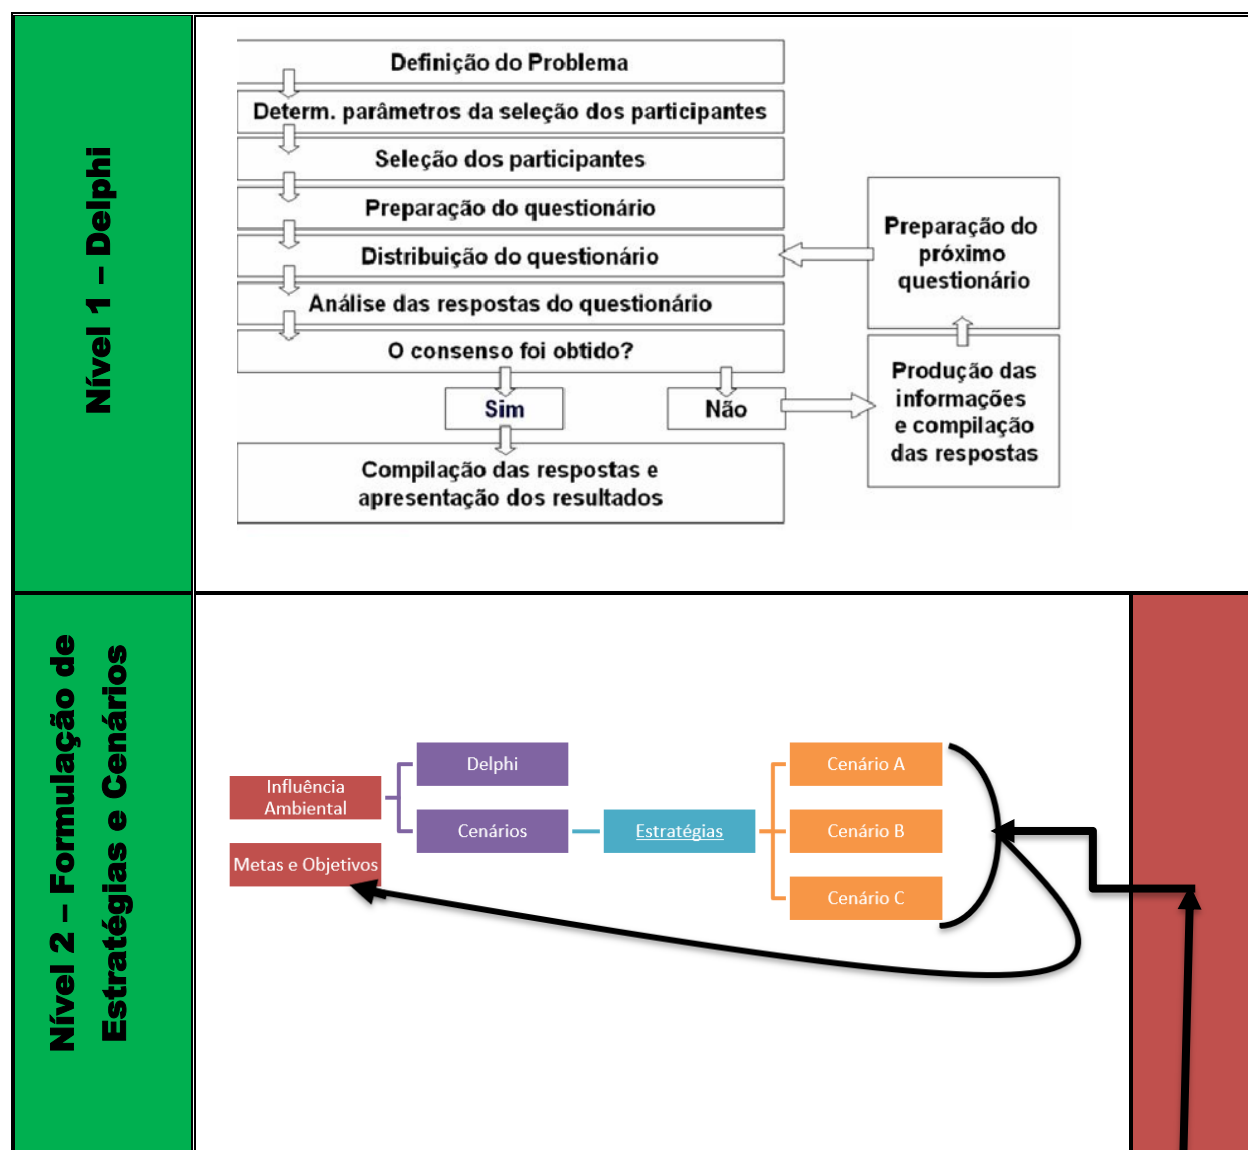 Nível 1 – Delphi
Definição do Problema
Determ. parâmetros da seleção dos participantes
Seleção dos participantes
Preparação do questionário
Distribuição do questionário
Análise das respostas do questionário
O consenso foi obtido?
Sim
Não
Compilação das respostas e
apresentação dos resultados
Preparação do
próximo
questionário
Produção das
informações
e compilação
das respostas
Nível 2 – Formulação de
Estratégias e Cenários
Influência
Ambiental
Metas e Objetivos
Delphi
Cenários
Estratégias
Cenário A
Cenário B
Cenário C